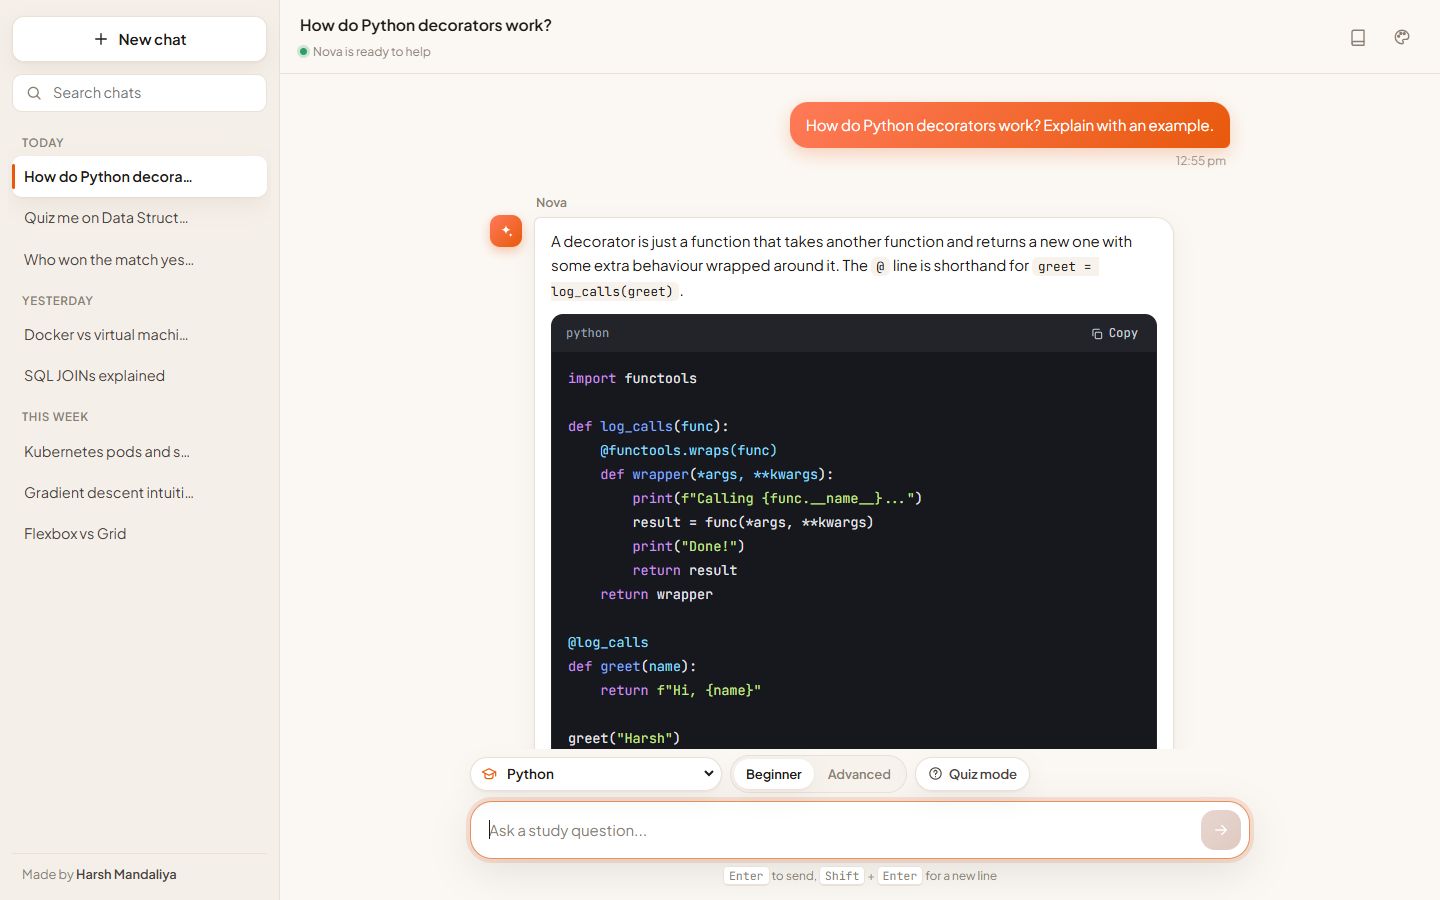 New chat
Search chats
TODAY
How do Python decora...
Quiz me on Data Struct...
Who won the match yes...
YESTERDAY
Docker vs virtual machi...
SQL JOINs explained
THIS WEEK
Kubernetes pods and s...
Gradient descent intuiti...
Flexbox vs Grid
Made by Harsh Mandaliya
How do Python decorators work?
Nova is ready to help
How do Python decorators work? Explain with an example.
12:55 pm
Nova
A decorator is just a function that takes another function and returns a new one with
some extra behaviour wrapped around it. The @ line is shorthand for greet =
log_calls(greet) .
python
Copy
import functools
def log_calls(func):
    @functools.wraps(func)
    def wrapper(*args, **kwargs):
        print(f"Calling {func.__name__}...")
        result = func(*args, **kwargs)
        print("Done!")
        return result
    return wrapper
@log_calls
def greet(name):
    return f"Hi, {name}"
greet("Harsh")
Python
Beginner
Advanced
Quiz mode
Ask a study question...
Enter to send, Shift + Enter for a new line